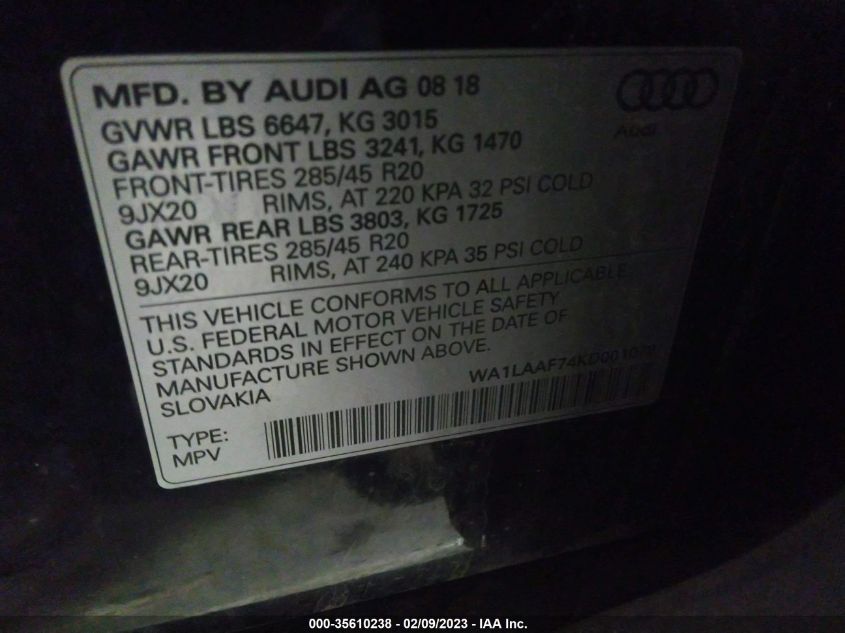 MFD. BY AUDI AG 08 18
GVWR LBS 6647, KG 3015
GAWR FRONT LBS 3241, KG 1470
FRONT-TIRES 285/45 R20
9JX20 RIMS, AT 220 KPA 32 PSI COLD
GAWR REAR LBS 3803, KG 1725
REAR-TIRES 285/45 R20
9JX20 RIMS, AT 240 KPA 35 PSI COLD
Audi
THIS VEHICLE CONFORMS TO ALL APPLICABLE
U.S. FEDERAL MOTOR VEHICLE SAFETY
STANDARDS IN EFFECT ON THE DATE OF
MANUFACTURE SHOWN ABOVE.
SLOVAKIA
TYPE:
MPV
000-35610238 - 02/09/2023 - IAA Inc.